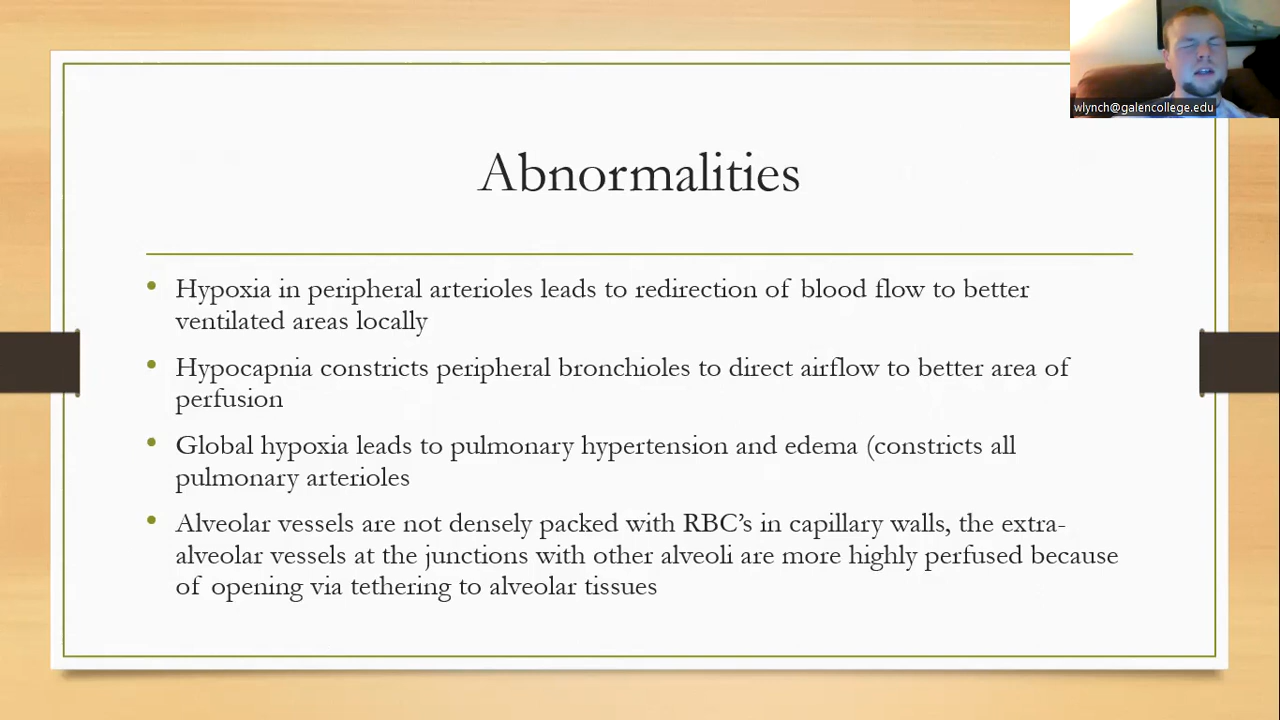 wlynch@galencollege.edu
Abnormalities
• Hypoxia in peripheral arterioles leads to redirection of blood flow to better
ventilated areas locally
• Hypocapnia constricts peripheral bronchioles to direct airflow to better area of
perfusion
• Global hypoxia leads to pulmonary hypertension and edema (constricts all
pulmonary arterioles
• Alveolar vessels are not densely packed with RBC’s in capillary walls, the extra-
alveolar vessels at the junctions with other alveoli are more highly perfused because
of opening via tethering to alveolar tissues